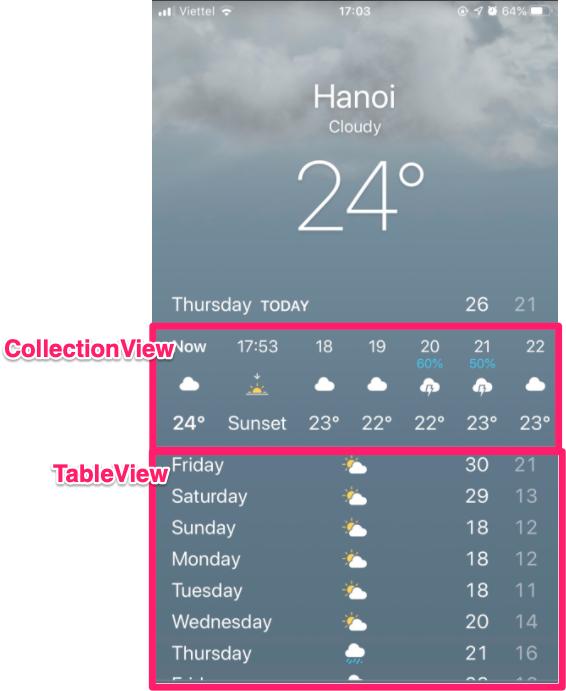 Viettel 17:03 64%
Hanoi
Cloudy
24°
Thursday TODAY 26 21
CollectionView
Now 17:53 18 19 20 21 22
60% 50%
24° Sunset 23° 22° 22° 23° 23°
TableView
Friday 30 21
Saturday 29 13
Sunday 18 12
Monday 18 12
Tuesday 18 11
Wednesday 20 14
Thursday 21 16